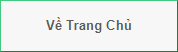 Về Trang Chủ